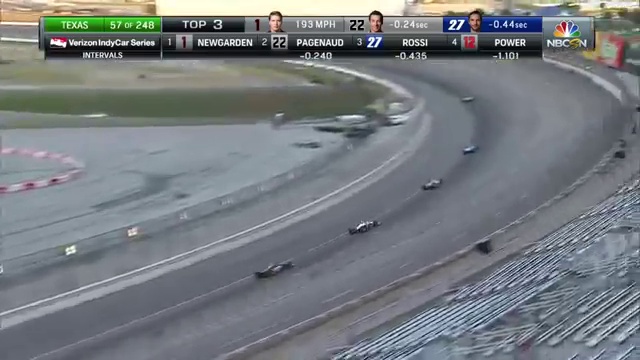 TEXAS 57 OF 248 TOP 3 1 193 MPH 22 -0.24sec 27 -0.44sec
Verizon IndyCar Series 1 1 NEWGARDEN 2 22 PAGENAUD 3 27 ROSSI 4 12 POWER
INTERVALS -0.240 -0.435 -1.101
NBCSN